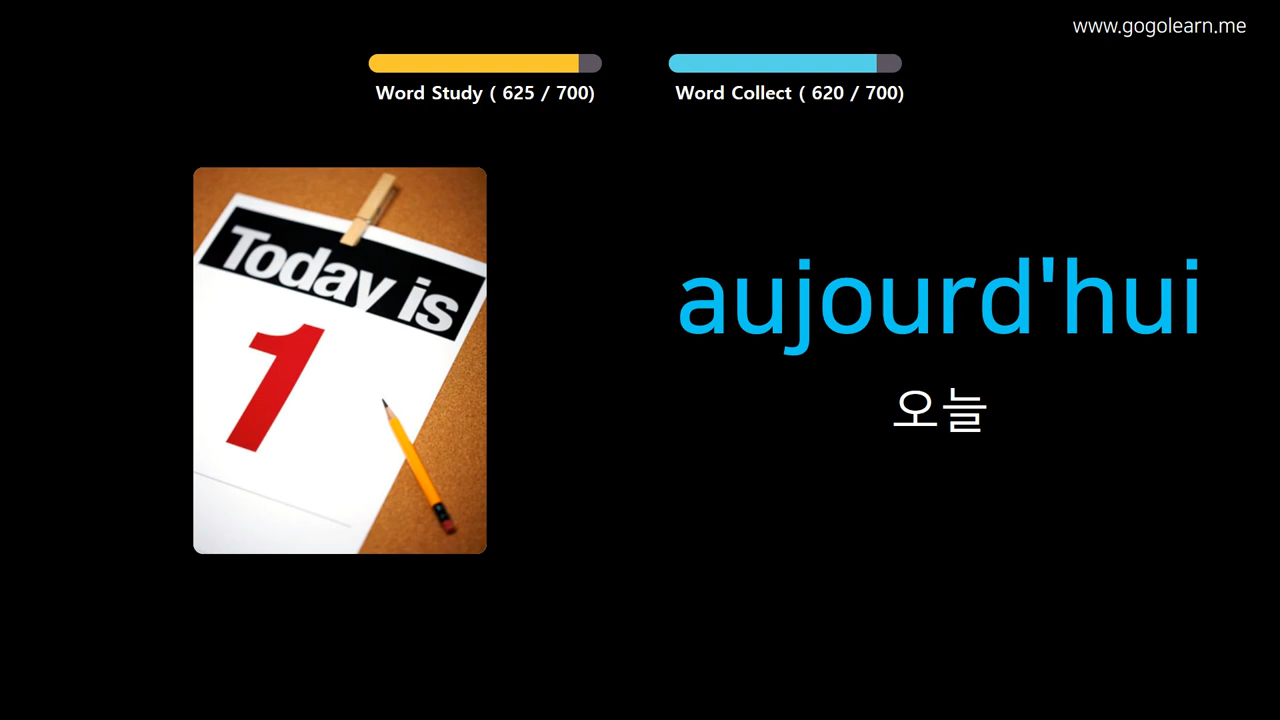 www.gogolearn.me
Word Study ( 625 / 700)
Word Collect ( 620 / 700)
Today is
1
aujourd'hui
오늘